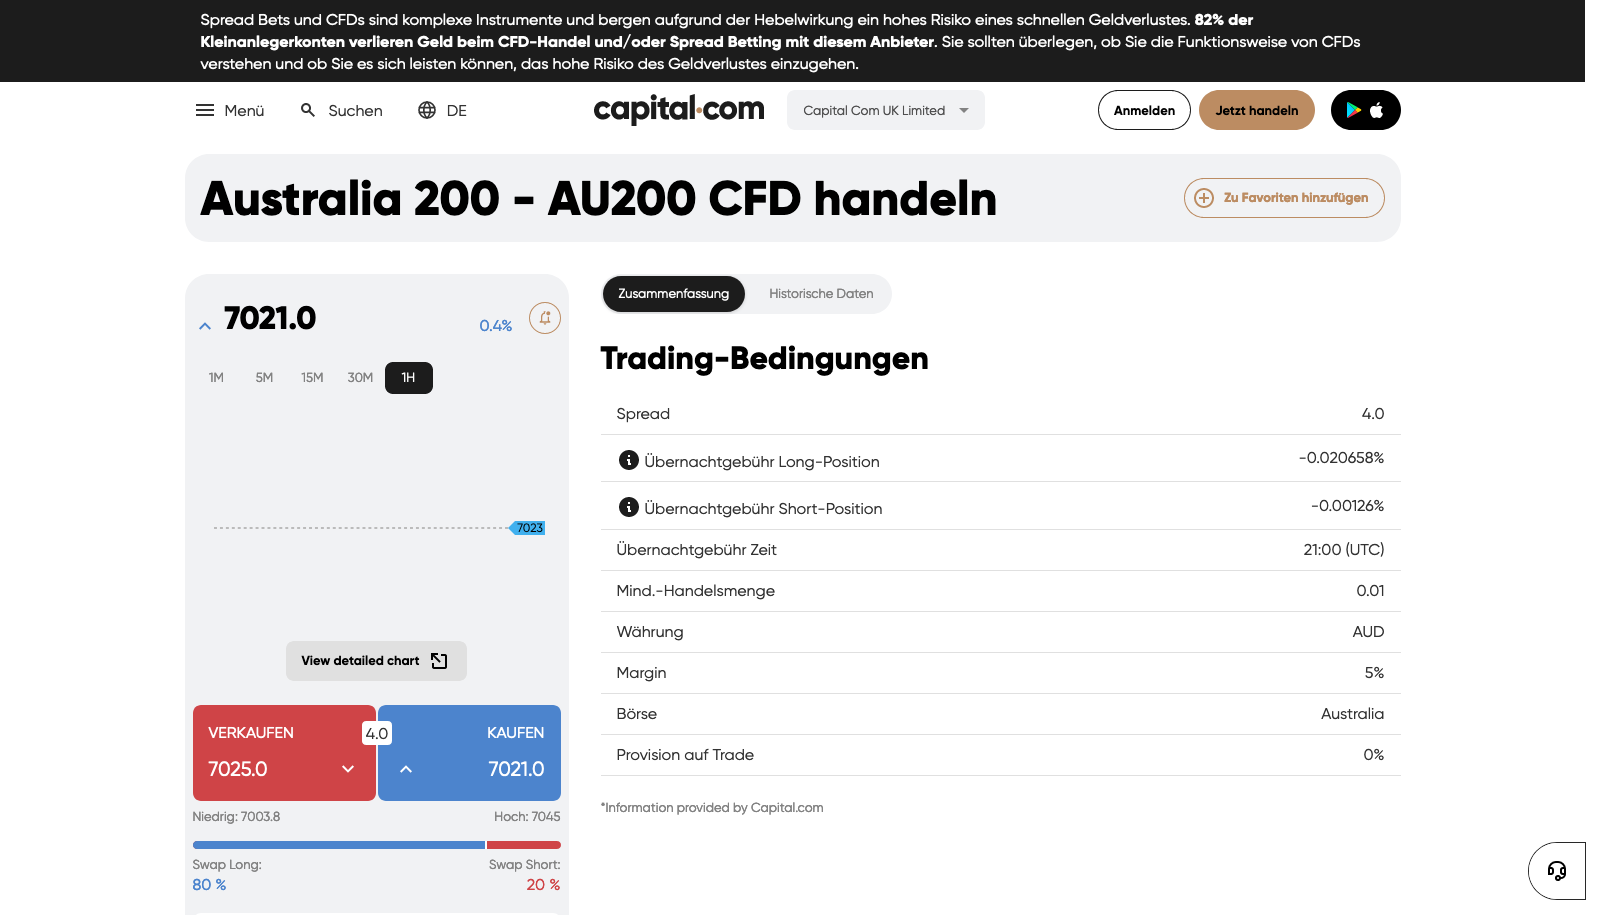 Spread Bets und CFDs sind komplexe Instrumente und bergen aufgrund der Hebelwirkung ein hohes Risiko eines schnellen Geldverlustes. 82% der
Kleinanlegerkonten verlieren Geld beim CFD-Handel und/oder Spread Betting mit diesem Anbieter. Sie sollten überlegen, ob Sie die Funktionsweise von CFDs
verstehen und ob Sie es sich leisten können, das hohe Risiko des Geldverlustes einzugehen.
Menü Suchen DE capital.com Capital Com UK Limited Anmelden Jetzt handeln
Australia 200 - AU200 CFD handeln
Zu Favoriten hinzufügen
7021.0
0.4%
1M 5M 15M 30M 1H
7023
View detailed chart
VERKAUFEN 4.0 KAUFEN
7025.0 7021.0
Niedrig: 7003.8 Hoch: 7045
Swap Long: Swap Short:
80 % 20 %
Zusammenfassung Historische Daten
Trading-Bedingungen
Spread 4.0
Übernachtgebühr Long-Position -0.020658%
Übernachtgebühr Short-Position -0.00126%
Übernachtgebühr Zeit 21:00 (UTC)
Mind.-Handelsmenge 0.01
Währung AUD
Margin 5%
Börse Australia
Provision auf Trade 0%
*Information provided by Capital.com